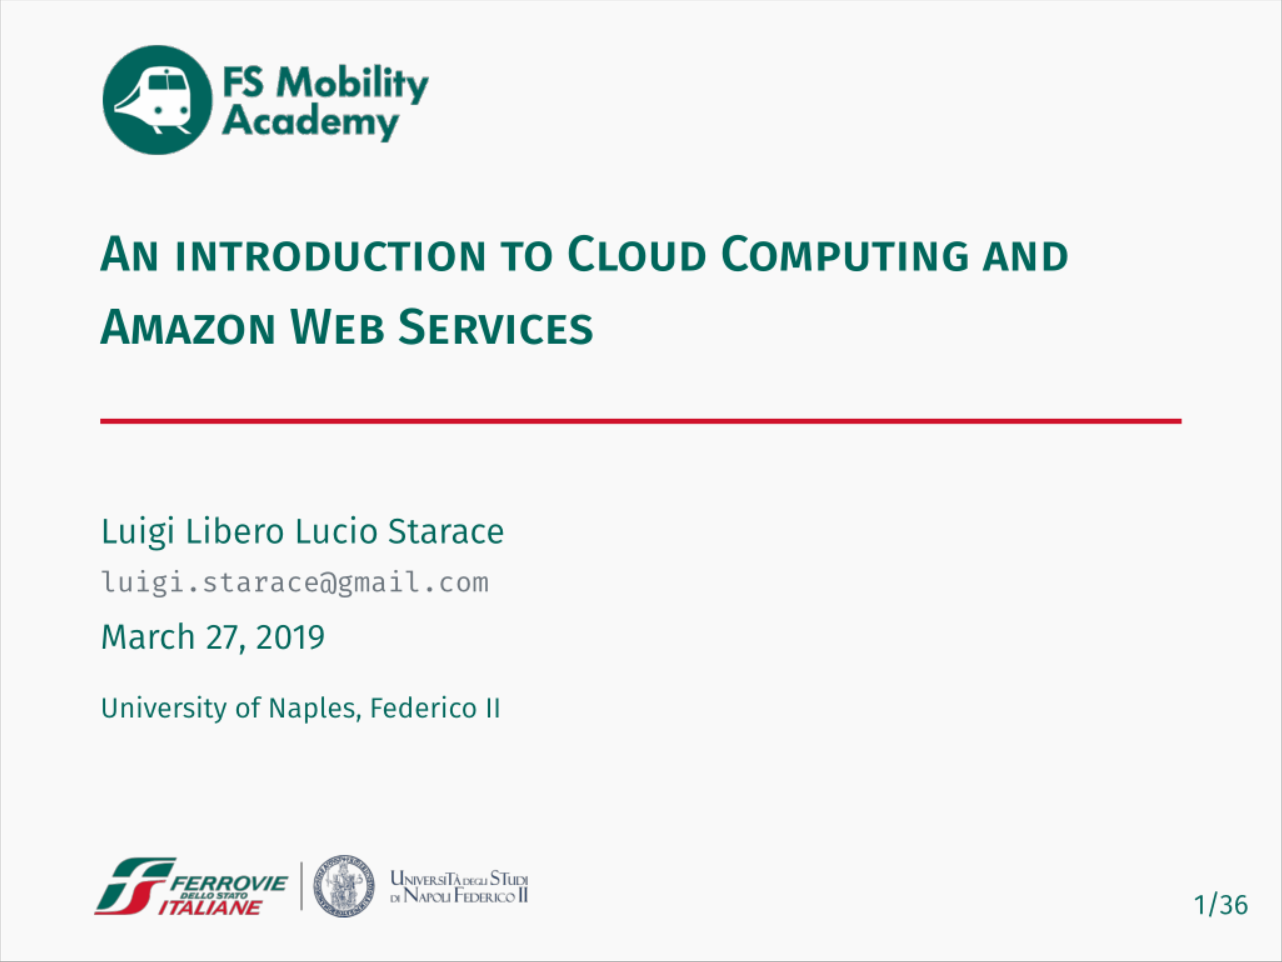 FS Mobility
Academy
An introduction to Cloud Computing and
Amazon Web Services
Luigi Libero Lucio Starace
luigi.starace@gmail.com
March 27, 2019
University of Naples, Federico II
FERROVIE
DELLO STATO
ITALIANE
Università degli Studi
di Napoli Federico II
1/36